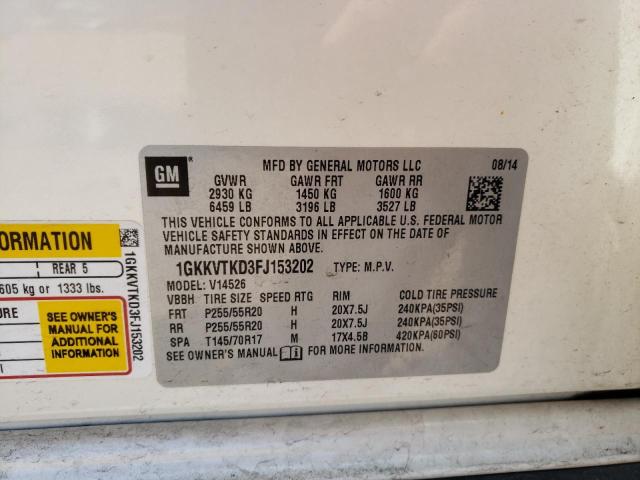 GM
MFD BY GENERAL MOTORS LLC 08/14
GVWR GAWR FRT GAWR RR
2930 KG 1450 KG 1600 KG
6459 LB 3196 LB 3527 LB
THIS VEHICLE CONFORMS TO ALL APPLICABLE U.S. FEDERAL MOTOR
VEHICLE SAFETY STANDARDS IN EFFECT ON THE DATE OF
MANUFACTURE SHOWN ABOVE.
1GKKVTKD3FJ153202 TYPE: M.P.V.
MODEL: V14526
VBBH TIRE SIZE SPEED RTG RIM COLD TIRE PRESSURE
FRT P255/55R20 H 20X7.5J 240KPA(35PSI)
RR P255/55R20 H 20X7.5J 240KPA(35PSI)
SPA T145/70R17 M 17X4.5B 420KPA(60PSI)
SEE OWNER'S MANUAL FOR MORE INFORMATION.
ORMATION
REAR 5
605 kg or 1333 lbs.
SEE OWNER'S
MANUAL FOR
ADDITIONAL
INFORMATION
1GKKVTKD3FJ153202